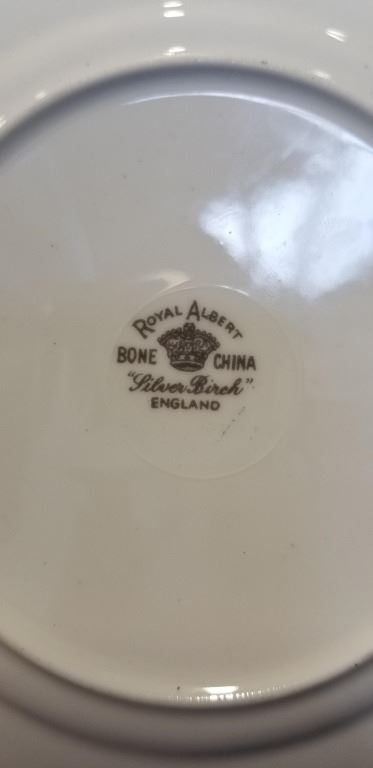 ROYAL ALBERT
BONE CHINA
"Silver Birch"
ENGLAND